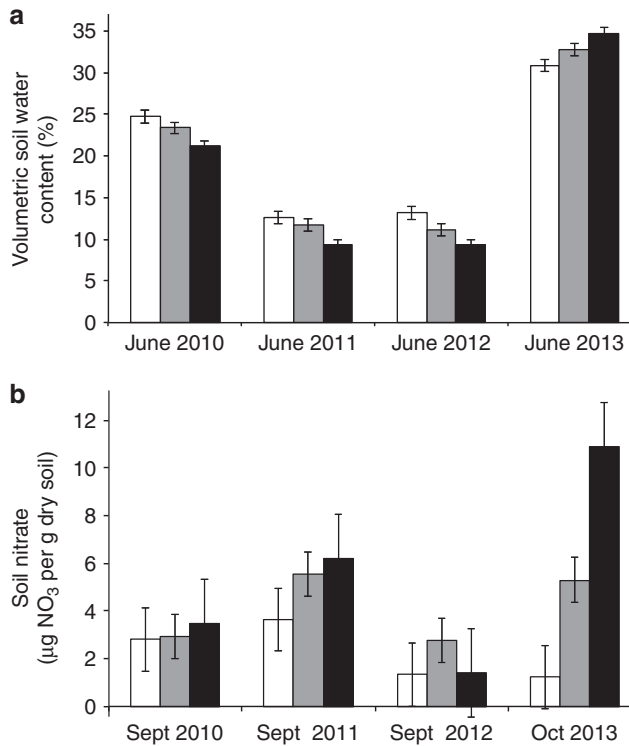 a
Volumetric soil water
content (%)
35
30
25
20
15
10
5
0
June 2010 June 2011 June 2012 June 2013
b
Soil nitrate
(µg NO₃ per g dry soil)
12
10
8
6
4
2
0
Sept 2010 Sept 2011 Sept 2012 Oct 2013